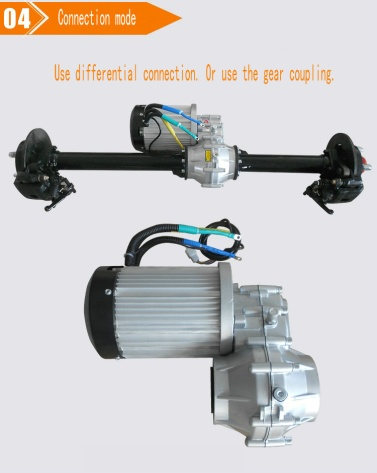 04 Connection mode
Use differential connection. Or use the gear coupling.